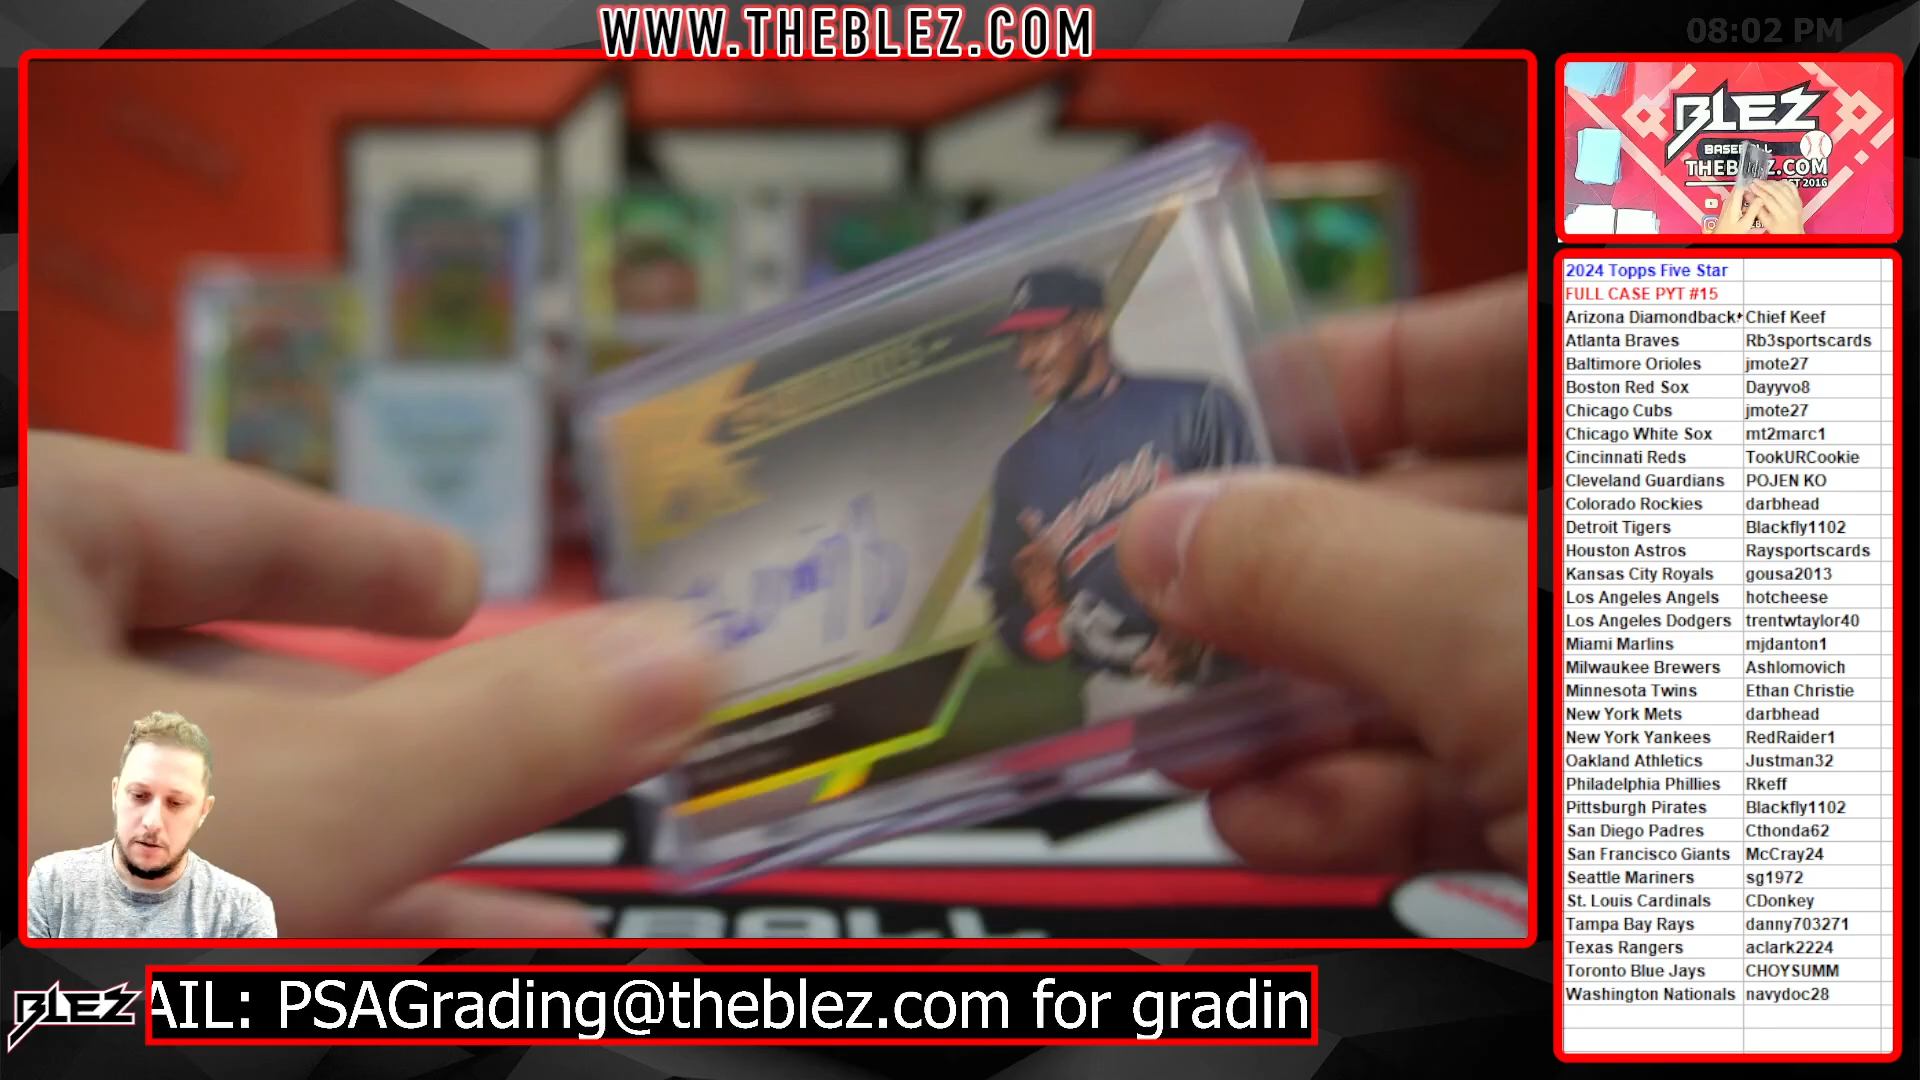 WWW.THEBLEZ.COM
08:02 PM
BLEZ
BASEBALL
THEBLEZ.COM
2016
2024 Topps Five Star
FULL CASE PYT #15
Arizona Diamondback Chief Keef
Atlanta Braves Rb3sportscards
Baltimore Orioles jmote27
Boston Red Sox Dayyvo8
Chicago Cubs jmote27
Chicago White Sox mt2marc1
Cincinnati Reds TookURCookie
Cleveland Guardians POJEN KO
Colorado Rockies darbhead
Detroit Tigers Blackfly1102
Houston Astros Raysportscards
Kansas City Royals gousa2013
Los Angeles Angels hotcheese
Los Angeles Dodgers trentwtaylor40
Miami Marlins mjdanton1
Milwaukee Brewers Ashlomovich
Minnesota Twins Ethan Christie
New York Mets darbhead
New York Yankees RedRaider1
Oakland Athletics Justman32
Philadelphia Phillies Rkeff
Pittsburgh Pirates Blackfly1102
San Diego Padres Cthonda62
San Francisco Giants McCray24
Seattle Mariners sg1972
St. Louis Cardinals CDonkey
Tampa Bay Rays danny703271
Texas Rangers aclark2224
Toronto Blue Jays CHOYSUMM
Washington Nationals navydoc28
BLEZ
AIL: PSAGrading@theblez.com for gradin